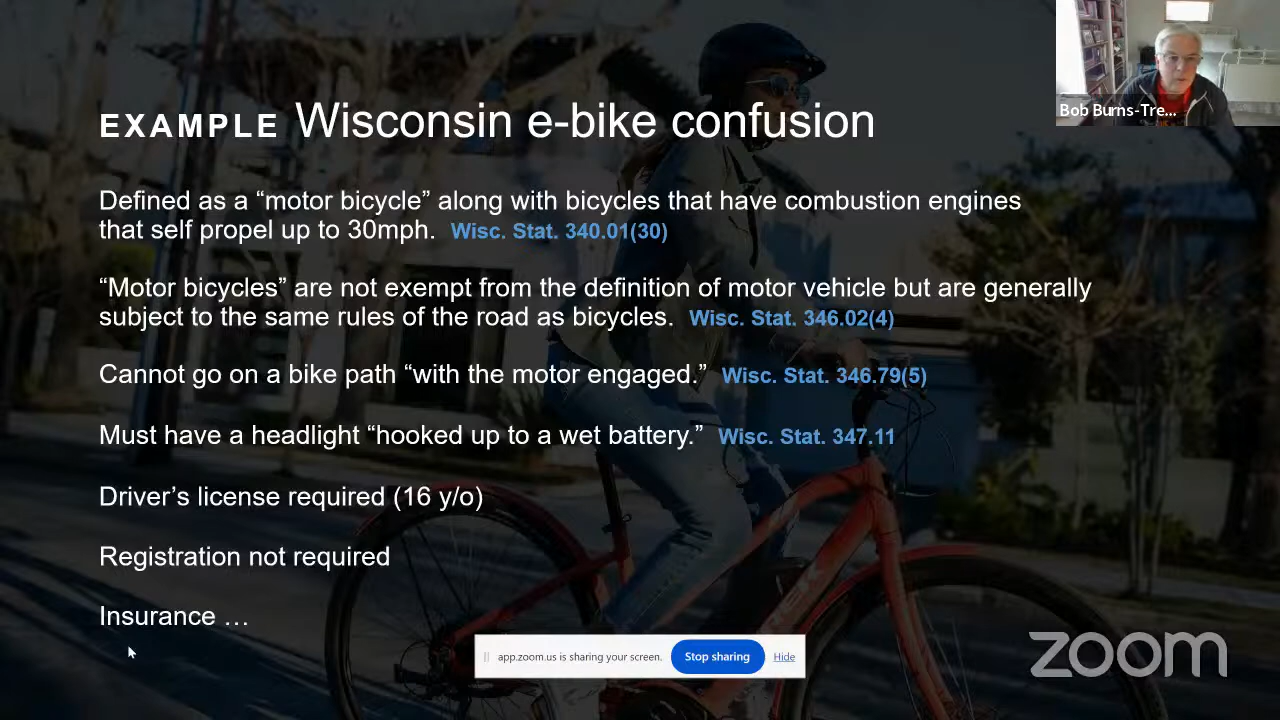 Bob Burns-Tre...
EXAMPLE Wisconsin e-bike confusion
Defined as a “motor bicycle” along with bicycles that have combustion engines
that self propel up to 30mph. Wisc. Stat. 340.01(30)
“Motor bicycles” are not exempt from the definition of motor vehicle but are generally
subject to the same rules of the road as bicycles. Wisc. Stat. 346.02(4)
Cannot go on a bike path “with the motor engaged.” Wisc. Stat. 346.79(5)
Must have a headlight “hooked up to a wet battery.” Wisc. Stat. 347.11
Driver’s license required (16 y/o)
Registration not required
Insurance …
app.zoom.us is sharing your screen. Stop sharing Hide
zoom